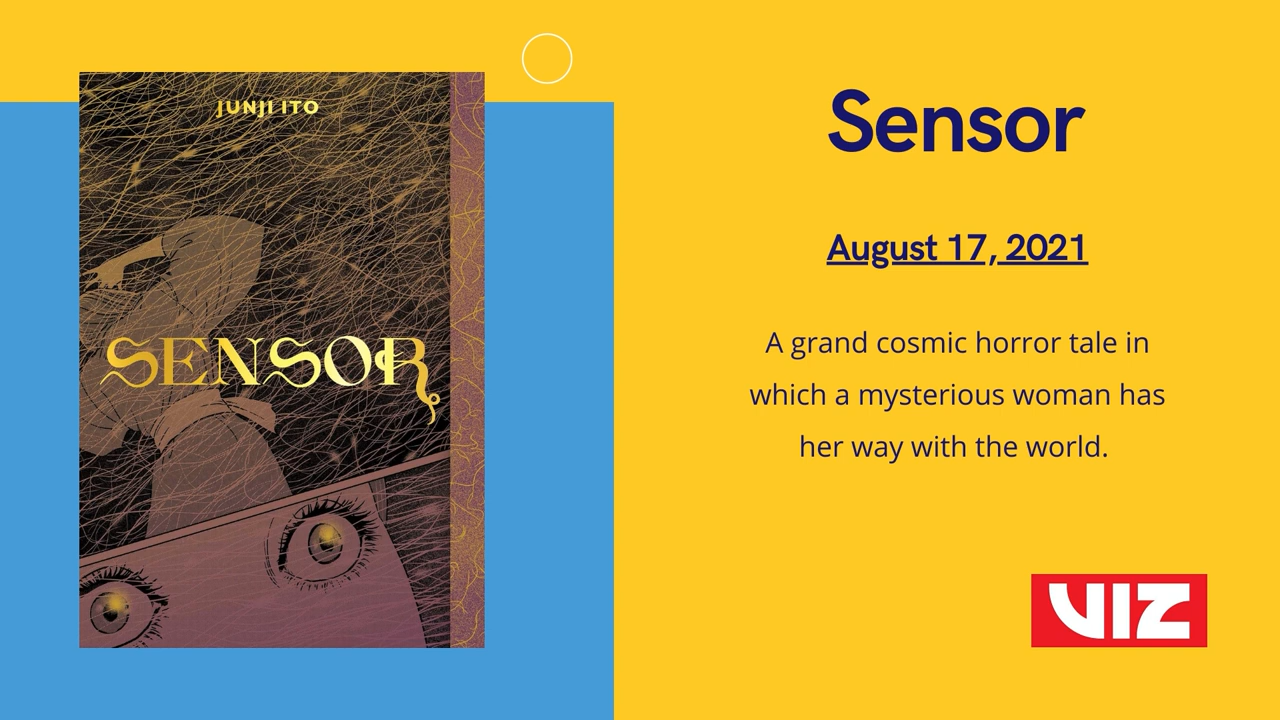 JUNJI ITO
SENSOR
Sensor
August 17, 2021
A grand cosmic horror tale in
which a mysterious woman has
her way with the world.
VIZ